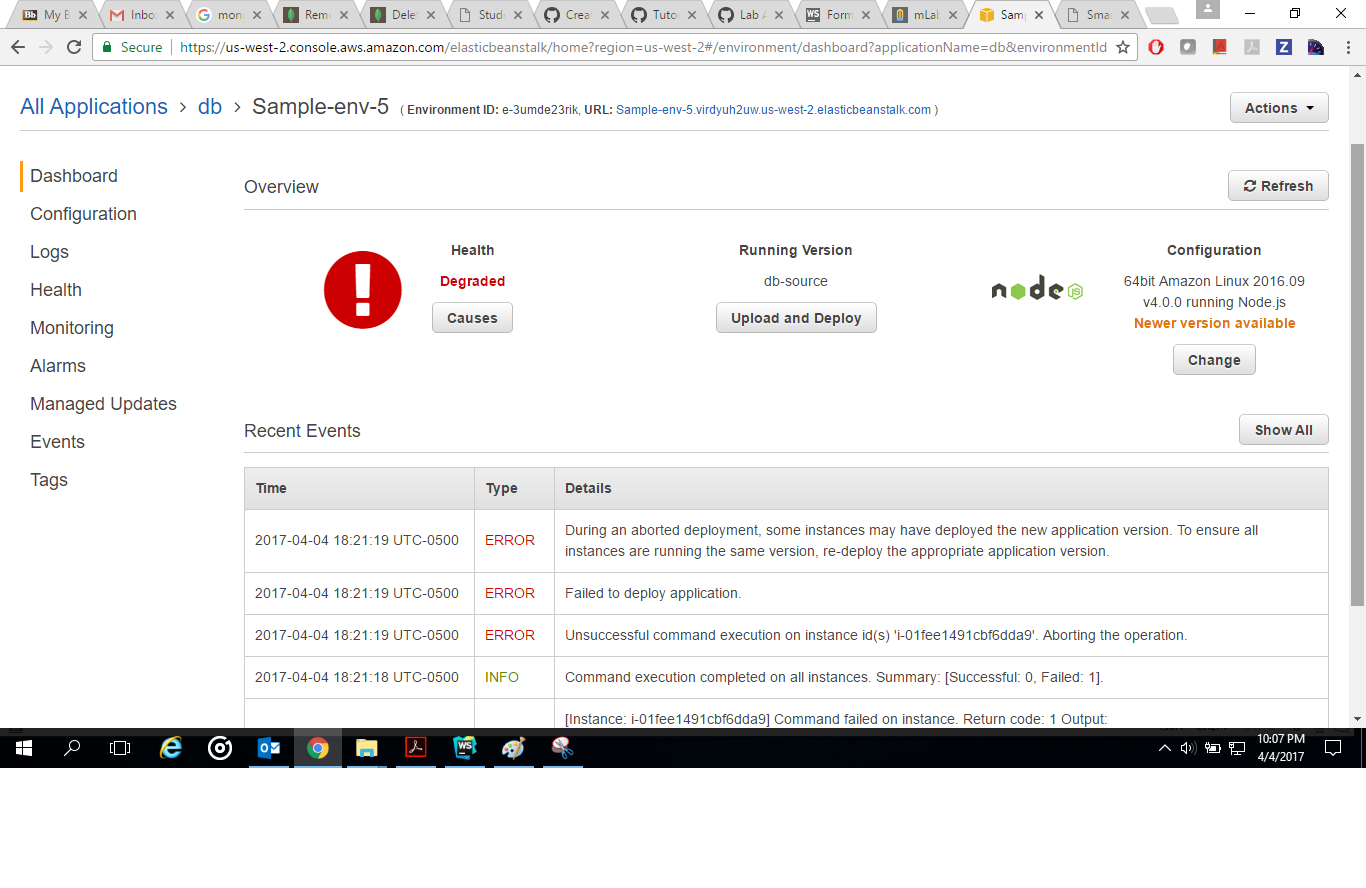 Bb My B
Inbo
G mon
Rem
Delet
Stud
Creat
Tuto
Lab A
WS Form
mLab
Samp
Smar
Secure https://us-west-2.console.aws.amazon.com/elasticbeanstalk/home?region=us-west-2#/environment/dashboard?applicationName=db&environmentId
All Applications > db > Sample-env-5 ( Environment ID: e-3umde23rik, URL: Sample-env-5.virdyuh2uw.us-west-2.elasticbeanstalk.com )
Actions
Dashboard
Configuration
Logs
Health
Monitoring
Alarms
Managed Updates
Events
Tags
Overview
Refresh
Health
Degraded
Causes
Running Version
db-source
Upload and Deploy
node JS
Configuration
64bit Amazon Linux 2016.09
v4.0.0 running Node.js
Newer version available
Change
Recent Events
Show All
Time Type Details
2017-04-04 18:21:19 UTC-0500 ERROR During an aborted deployment, some instances may have deployed the new application version. To ensure all
instances are running the same version, re-deploy the appropriate application version.
2017-04-04 18:21:19 UTC-0500 ERROR Failed to deploy application.
2017-04-04 18:21:19 UTC-0500 ERROR Unsuccessful command execution on instance id(s) 'i-01fee1491cbf6dda9'. Aborting the operation.
2017-04-04 18:21:18 UTC-0500 INFO Command execution completed on all instances. Summary: [Successful: 0, Failed: 1].
[Instance: i-01fee1491cbf6dda9] Command failed on instance. Return code: 1 Output:
WS
10:07 PM
4/4/2017